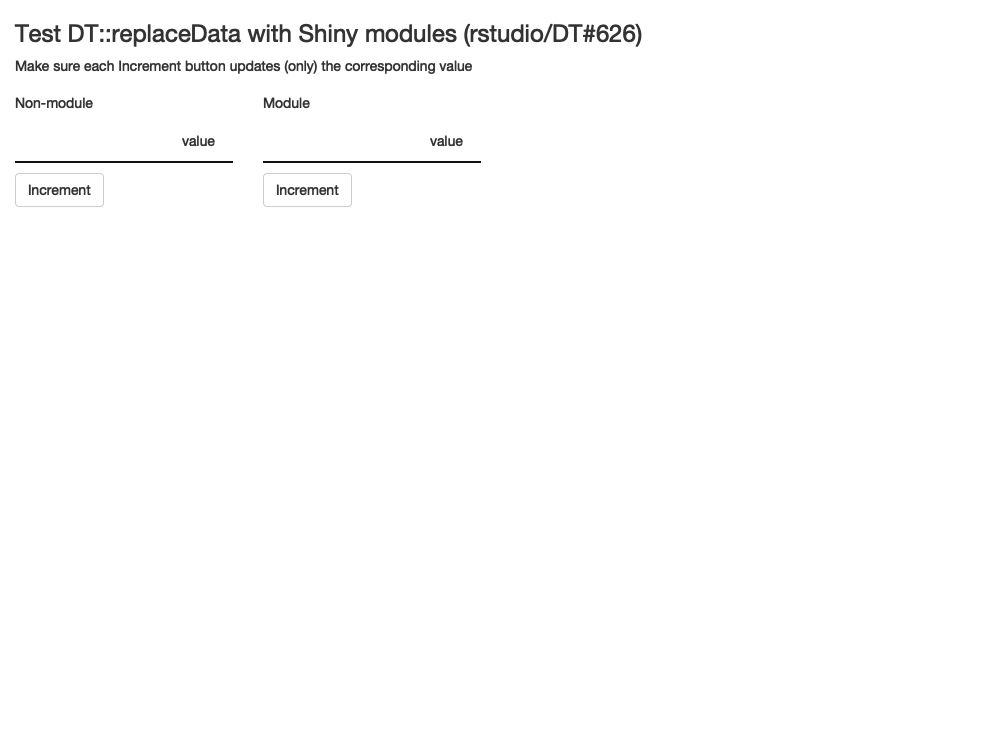 Test DT::replaceData with Shiny modules (rstudio/DT#626)
Make sure each Increment button updates (only) the corresponding value
Non-module
Module
value
value
Increment
Increment